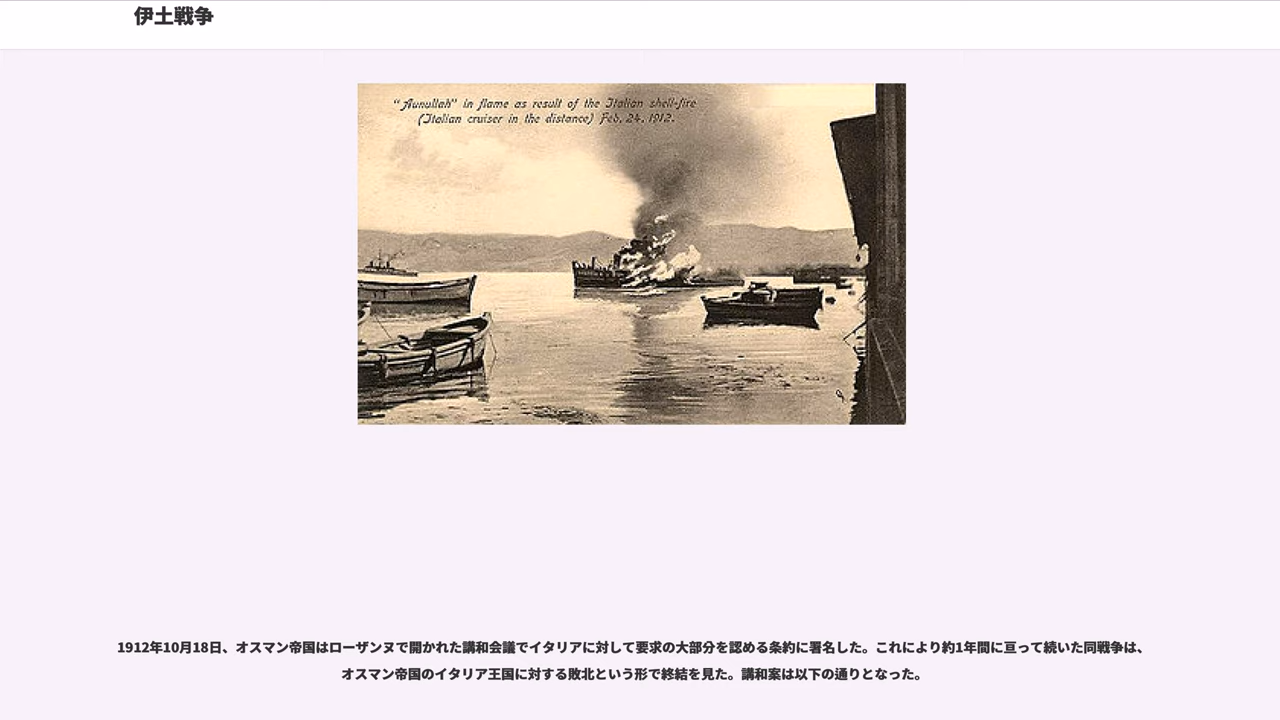 伊土戦争
“Aunullah” in flame as result of the Italian shell-fire
(Italian cruiser in the distance) Feb. 24. 1912.
1912年10月18日、オスマン帝国はローザンヌで開かれた講和会議でイタリアに対して要求の大部分を認める条約に署名した。これにより約1年間に亘って続いた同戦争は、
オスマン帝国のイタリア王国に対する敗北という形で終結を見た。講和案は以下の通りとなった。